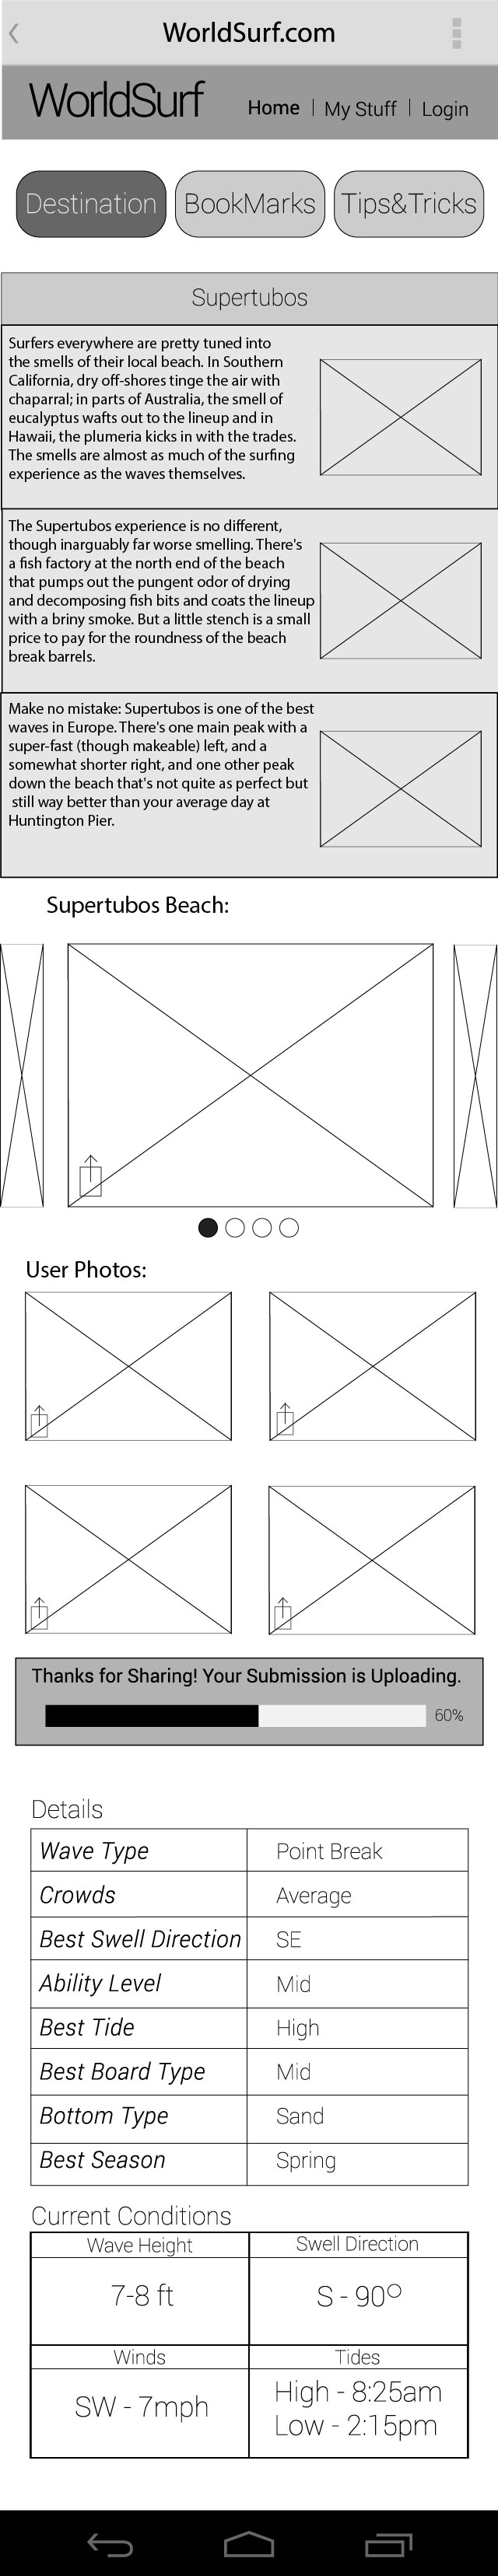 WorldSurf.com
WorldSurf
Home | My Stuff | Login
Destination
BookMarks
Tips&Tricks
Supertubos
Surfers everywhere are pretty tuned into
the smells of their local beach. In Southern
California, dry off-shores tinge the air with
chaparral; in parts of Australia, the smell of
eucalyptus wafts out to the lineup and in
Hawaii, the plumeria kicks in with the trades.
The smells are almost as much of the surfing
experience as the waves themselves.
The Supertubos experience is no different,
though inarguably far worse smelling. There's
a fish factory at the north end of the beach
that pumps out the pungent odor of drying
and decomposing fish bits and coats the lineup
with a briny smoke. But a little stench is a small
price to pay for the roundness of the beach
break barrels.
Make no mistake: Supertubos is one of the best
waves in Europe. There's one main peak with a
super-fast (though makeable) left, and a
somewhat shorter right, and one other peak
down the beach that's not quite as perfect but
still way better than your average day at
Huntington Pier.
Supertubos Beach:
User Photos:
Thanks for Sharing! Your Submission is Uploading.
60%
Details
Wave Type Point Break
Crowds Average
Best Swell Direction SE
Ability Level Mid
Best Tide High
Best Board Type Mid
Bottom Type Sand
Best Season Spring
Current Conditions
Wave Height
7-8 ft
Swell Direction
S - 90°
Winds
SW - 7mph
Tides
High - 8:25am
Low - 2:15pm